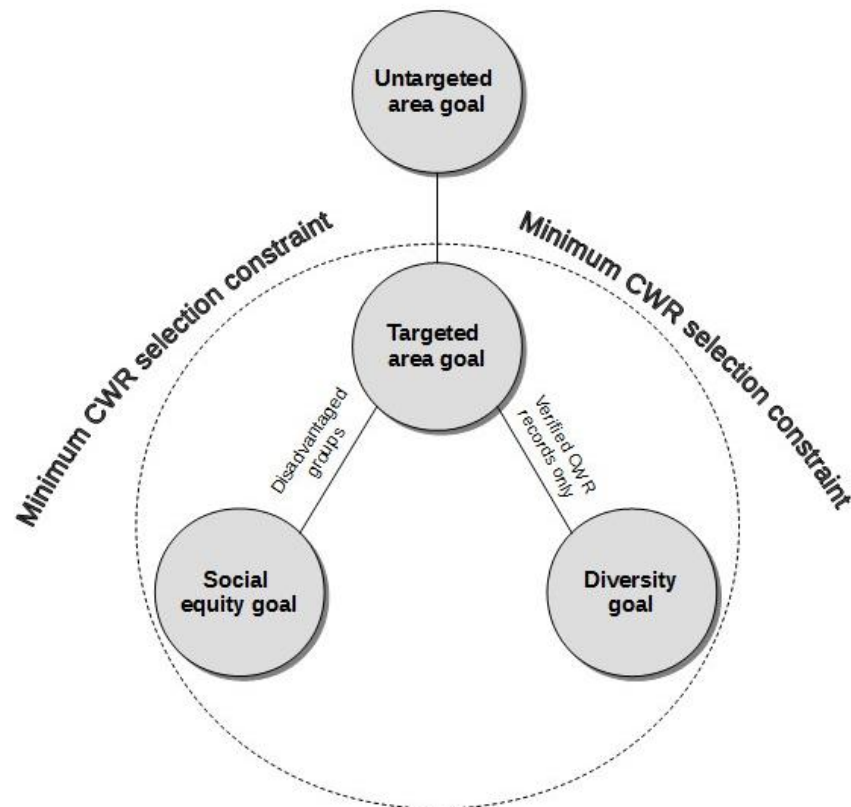 Untargeted
area goal
Minimum CWR selection constraint
Minimum CWR selection constraint
Targeted
area goal
Disadvantaged
groups
Verified CWR
records only
Social
equity goal
Diversity
goal